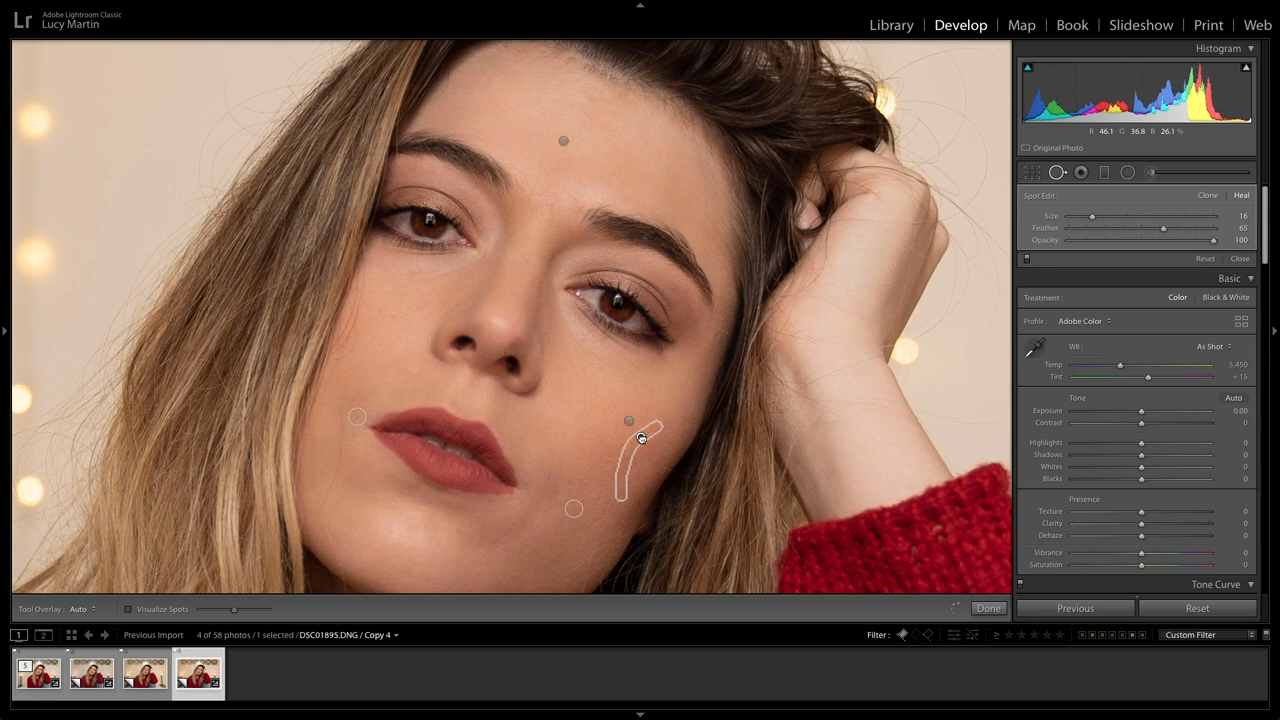 Lr
Adobe Lightroom Classic
Lucy Martin
Library | Develop | Map | Book | Slideshow | Print | Web
Histogram
R 46.1 G 36.8 B 26.1 %
Original Photo
Spot Edit : Clone Heal
Size 16
Feather 65
Opacity 100
Reset Close
Basic
Treatment : Color | Black & White
Profile : Adobe Color
WB : As Shot
Temp 5,450
Tint + 15
Tone Auto
Exposure 0.00
Contrast 0
Highlights 0
Shadows 0
Whites 0
Blacks 0
Presence
Texture 0
Clarity 0
Dehaze 0
Vibrance 0
Saturation 0
Tone Curve
Tool Overlay : Auto Visualize Spots Done
Previous Reset
1 2 Previous Import 4 of 58 photos / 1 selected / DSC01895.DNG / Copy 4 Filter : Custom Filter
5